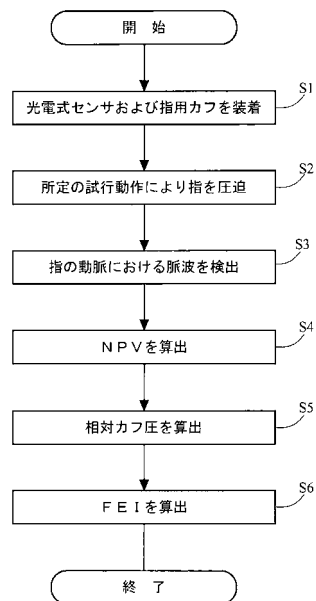 開 始
光電式センサおよび指用カフを装着
S1
所定の試行動作により指を圧迫
S2
指の動脈における脈波を検出
S3
ＮＰＶを算出
S4
相対カフ圧を算出
S5
ＦＥＩを算出
S6
終 了